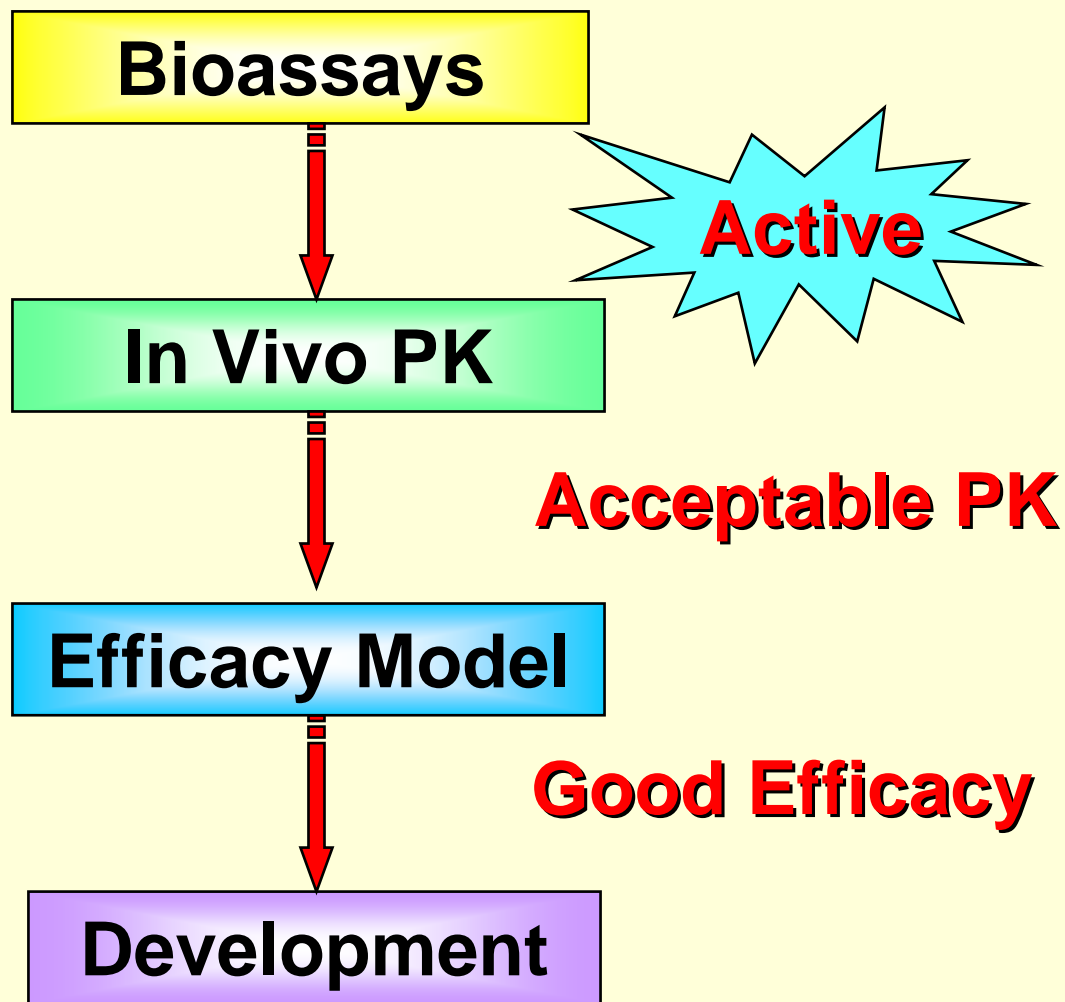 Bioassays
Active
In Vivo PK
Acceptable PK
Efficacy Model
Good Efficacy
Development